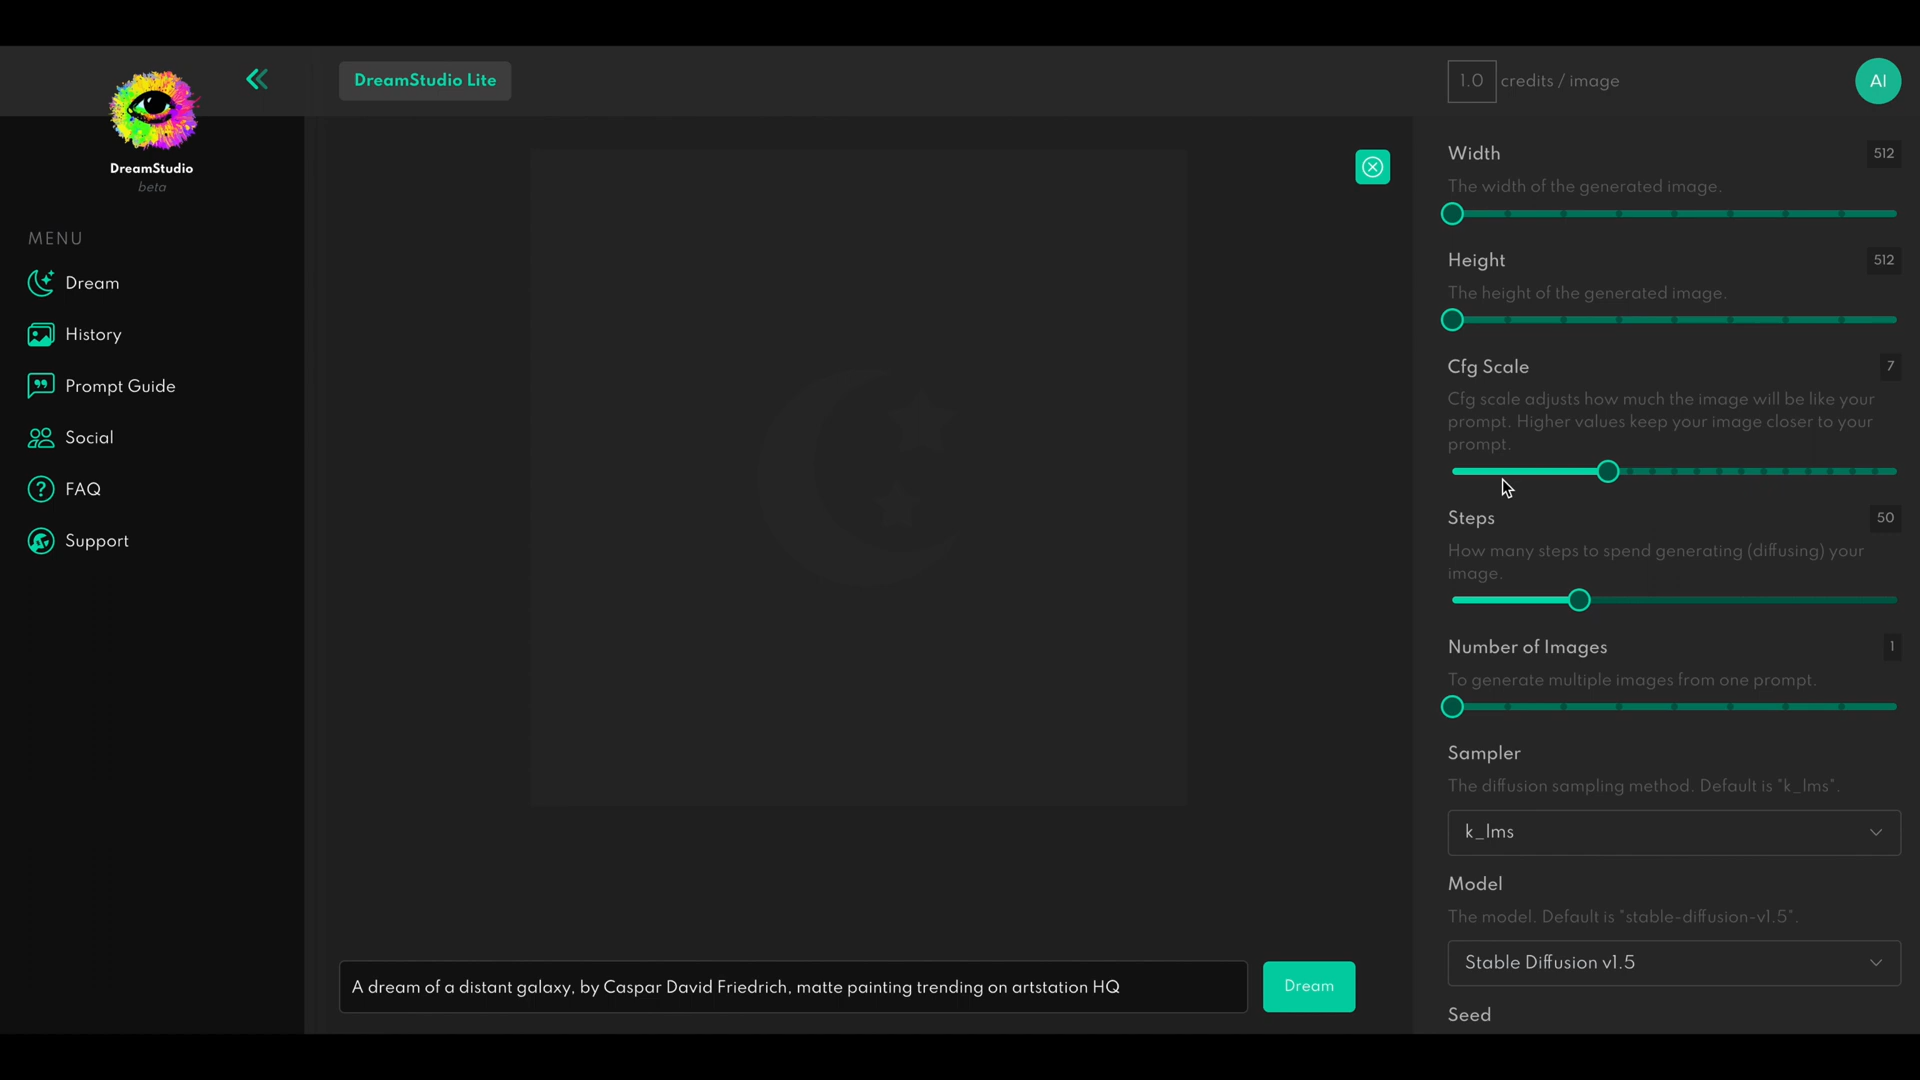 DreamStudio Lite
1.0 credits / image
AI
DreamStudio
beta
MENU
Dream
History
Prompt Guide
Social
FAQ
Support
Width
512
The width of the generated image.
Height
512
The height of the generated image.
Cfg Scale
7
Cfg scale adjusts how much the image will be like your
prompt. Higher values keep your image closer to your
prompt.
Steps
50
How many steps to spend generating (diffusing) your
image.
Number of Images
1
To generate multiple images from one prompt.
Sampler
The diffusion sampling method. Default is "k_lms".
k_lms
Model
The model. Default is "stable-diffusion-v1.5".
Stable Diffusion v1.5
Seed
A dream of a distant galaxy, by Caspar David Friedrich, matte painting trending on artstation HQ
Dream